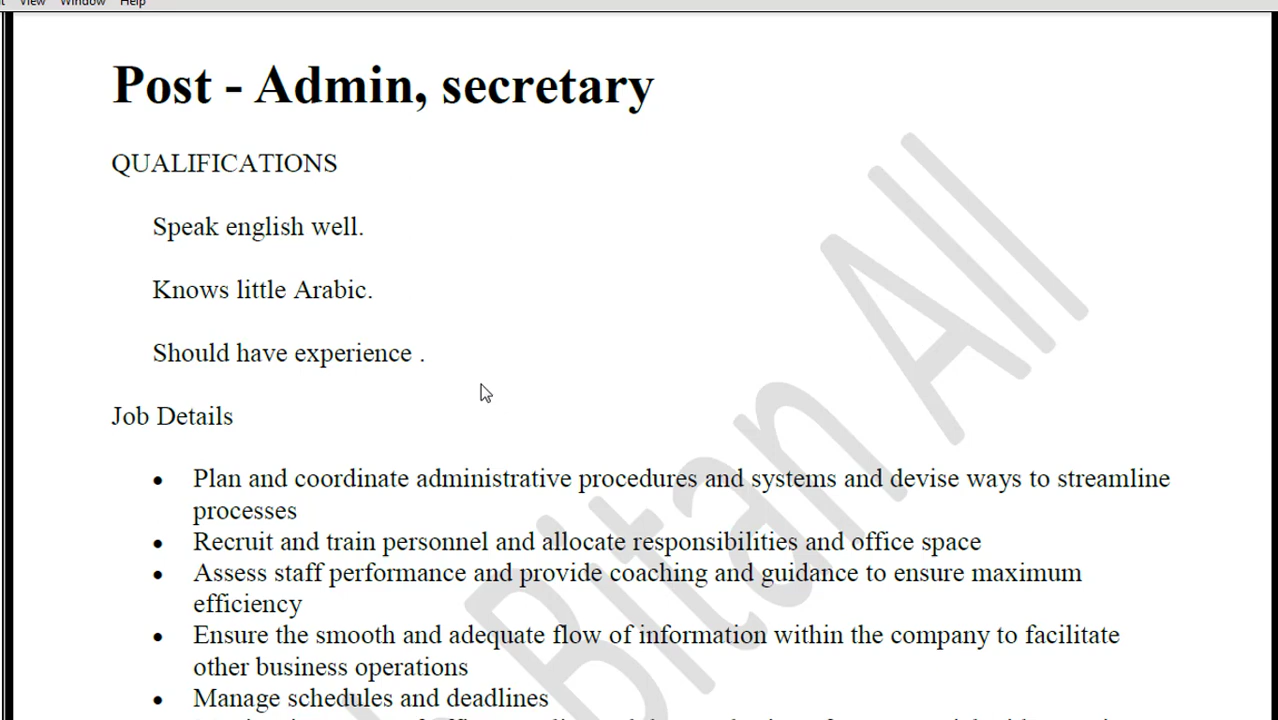 View Window Help
Post - Admin, secretary
QUALIFICATIONS
Speak english well.
Knows little Arabic.
Should have experience .
Job Details
• Plan and coordinate administrative procedures and systems and devise ways to streamline
processes
• Recruit and train personnel and allocate responsibilities and office space
• Assess staff performance and provide coaching and guidance to ensure maximum
efficiency
• Ensure the smooth and adequate flow of information within the company to facilitate
other business operations
• Manage schedules and deadlines
Bitan All